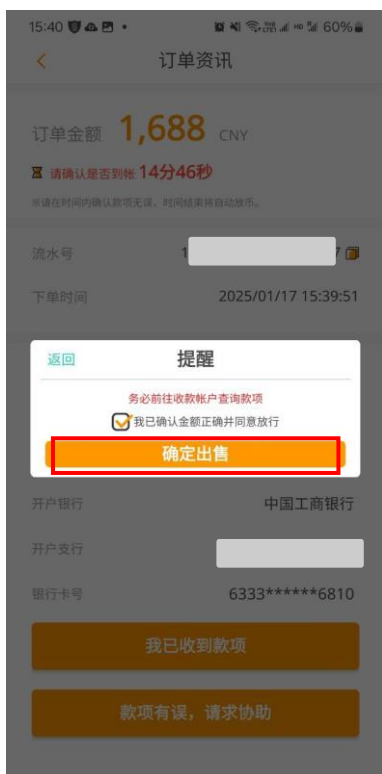 15:40 60%
订单资讯
订单金额 1,688 CNY
请确认是否到帐 14分46秒
※请在时间内确认款项无误，时间结束将自动放币。
流水号 1 7
下单时间 2025/01/17 15:39:51
返回 提醒
务必前往收款帐户查询款项
我已确认金额正确并同意放行
确定出售
开户银行 中国工商银行
开户支行
银行卡号 6333******6810
我已收到款项
款项有误，请求协助